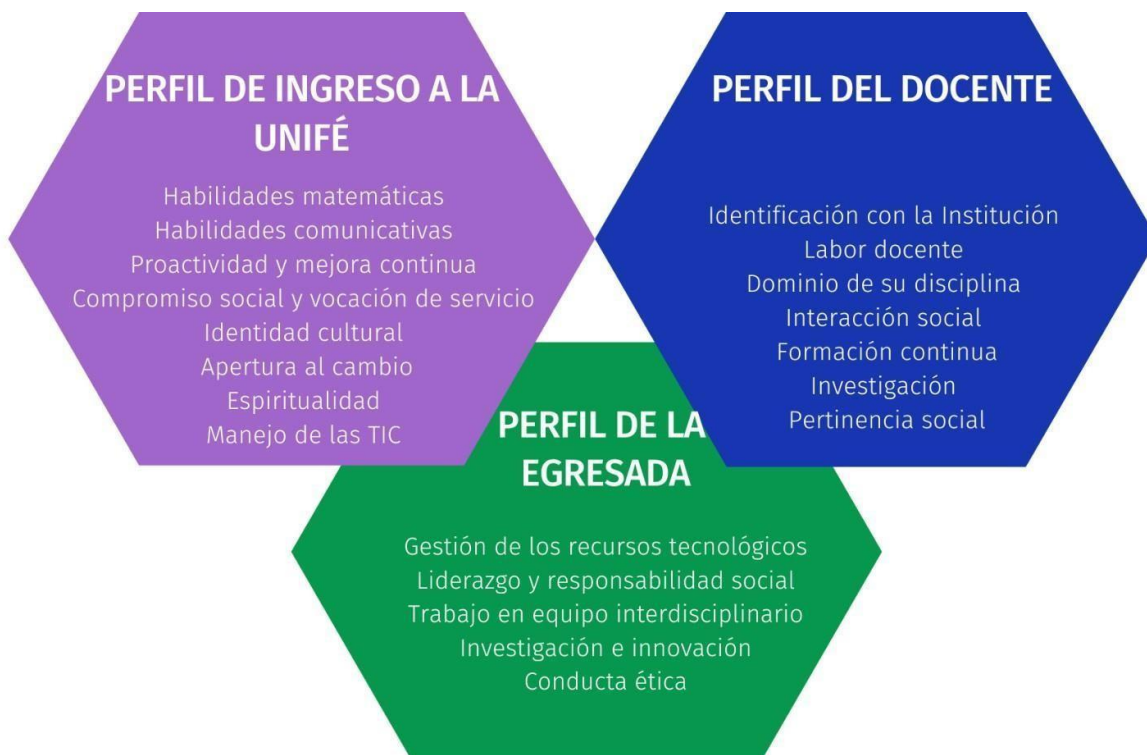 PERFIL DE INGRESO A LA
UNIFÉ
Habilidades matemáticas
Habilidades comunicativas
Proactividad y mejora continua
Compromiso social y vocación de servicio
Identidad cultural
Apertura al cambio
Espiritualidad
Manejo de las TIC
PERFIL DEL DOCENTE
Identificación con la Institución
Labor docente
Dominio de su disciplina
Interacción social
Formación continua
Investigación
Pertinencia social
PERFIL DE LA
EGRESADA
Gestión de los recursos tecnológicos
Liderazgo y responsabilidad social
Trabajo en equipo interdisciplinario
Investigación e innovación
Conducta ética